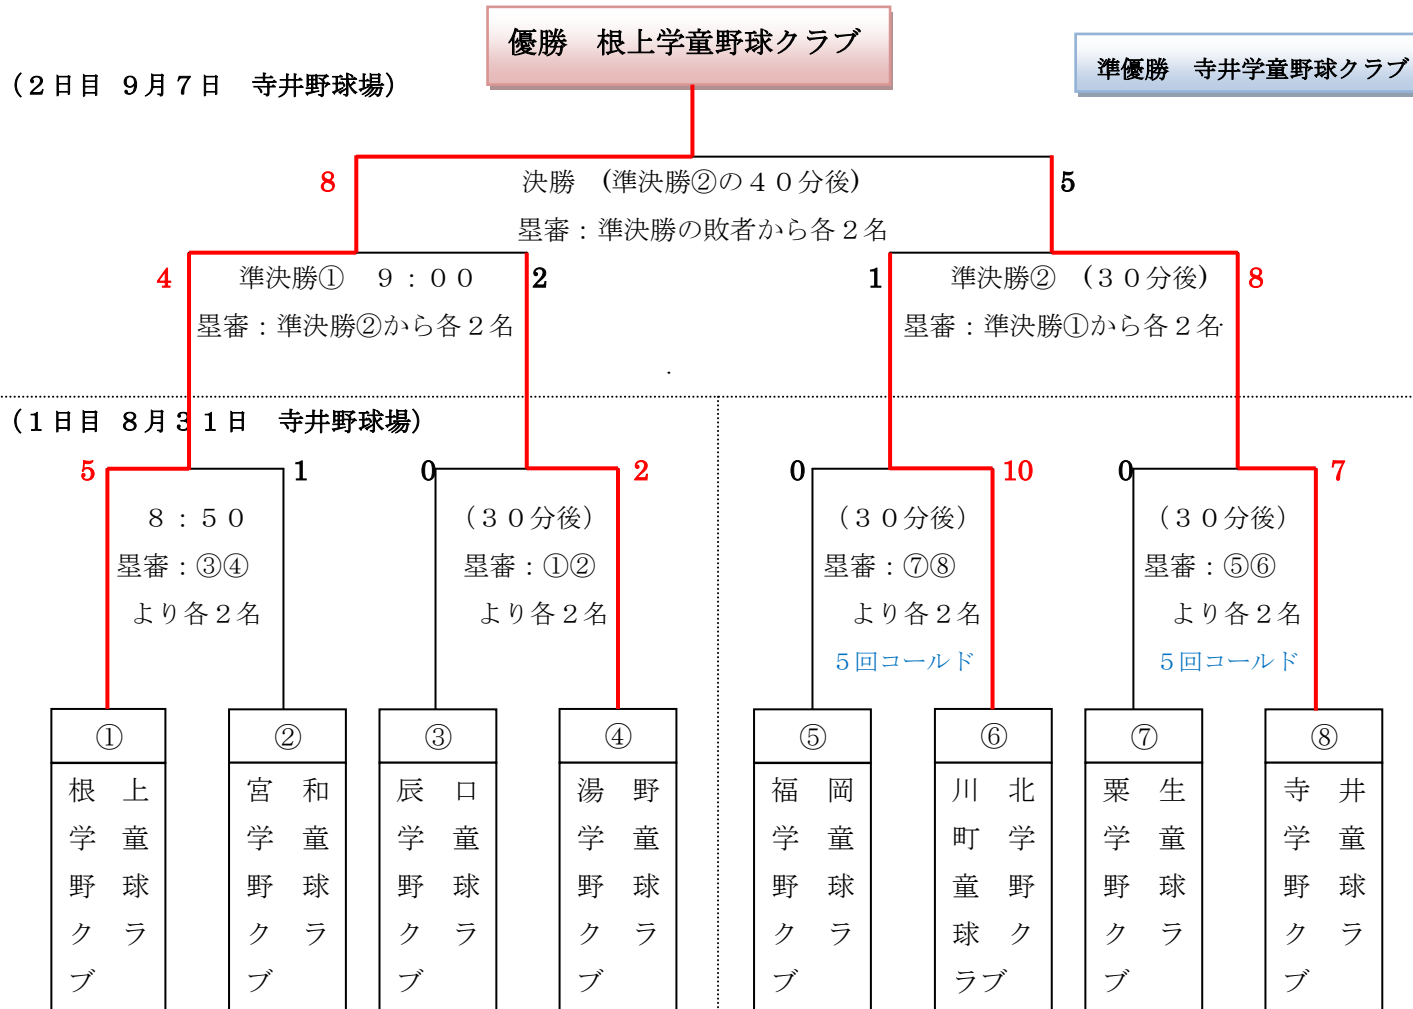 優勝　根上学童野球クラブ
準優勝　寺井学童野球クラブ
(２日目 ９月７日　寺井野球場)
8
決勝　(準決勝②の４０分後)
5
塁審：準決勝の敗者から各２名
4
準決勝①　９：００
2
1
準決勝②　(３０分後)
8
塁審：準決勝②から各２名
塁審：準決勝①から各２名
(１日目 ８月３１日　寺井野球場)
5
1
0
2
0
10
0
7
８：５０
(３０分後)
(３０分後)
(３０分後)
塁審：③④
塁審：①②
塁審：⑦⑧
塁審：⑤⑥
より各２名
より各２名
より各２名
より各２名
５回コールド
５回コールド
①
②
③
④
⑤
⑥
⑦
⑧
根上
学童
野球
クラ
ブ
宮和
学童
野球
クラ
ブ
辰口
学童
野球
クラ
ブ
湯野
学童
野球
クラ
ブ
福岡
学童
野球
クラ
ブ
川北
町学
童野
球ク
ラブ
粟生
学童
野球
クラ
ブ
寺井
学童
野球
クラ
ブ